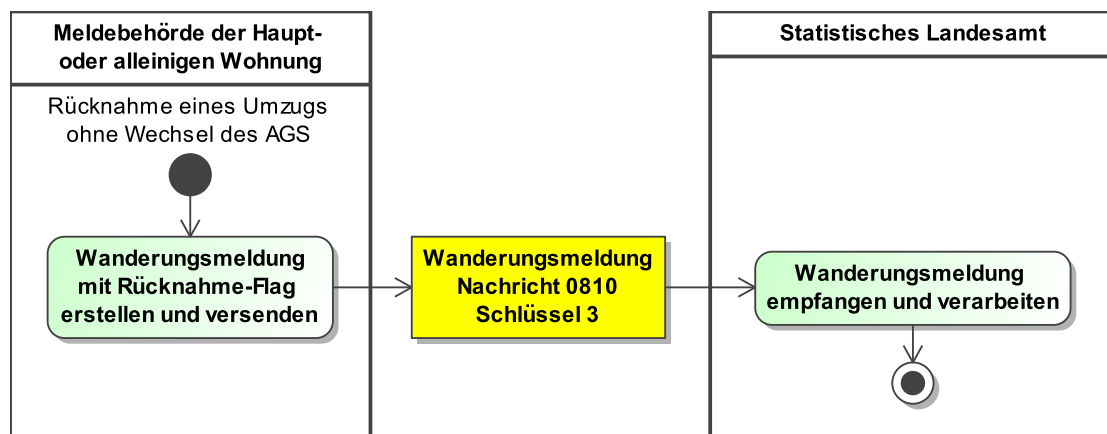 Meldebehörde der Haupt-
oder alleinigen Wohnung
Rücknahme eines Umzugs
ohne Wechsel des AGS
Wanderungsmeldung
mit Rücknahme-Flag
erstellen und versenden
Wanderungsmeldung
Nachricht 0810
Schlüssel 3
Statistisches Landesamt
Wanderungsmeldung
empfangen und verarbeiten